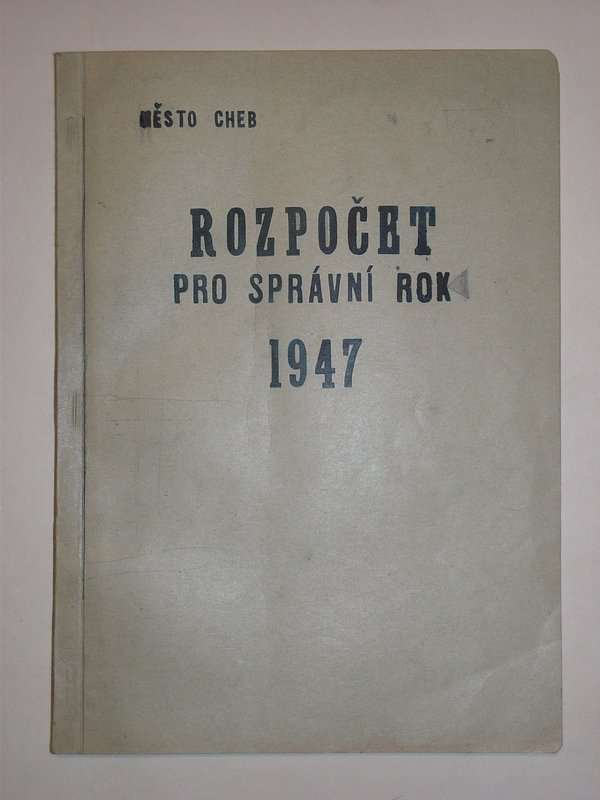 MĚSTO CHEB
ROZPOČET
PRO SPRÁVNÍ ROK
1947